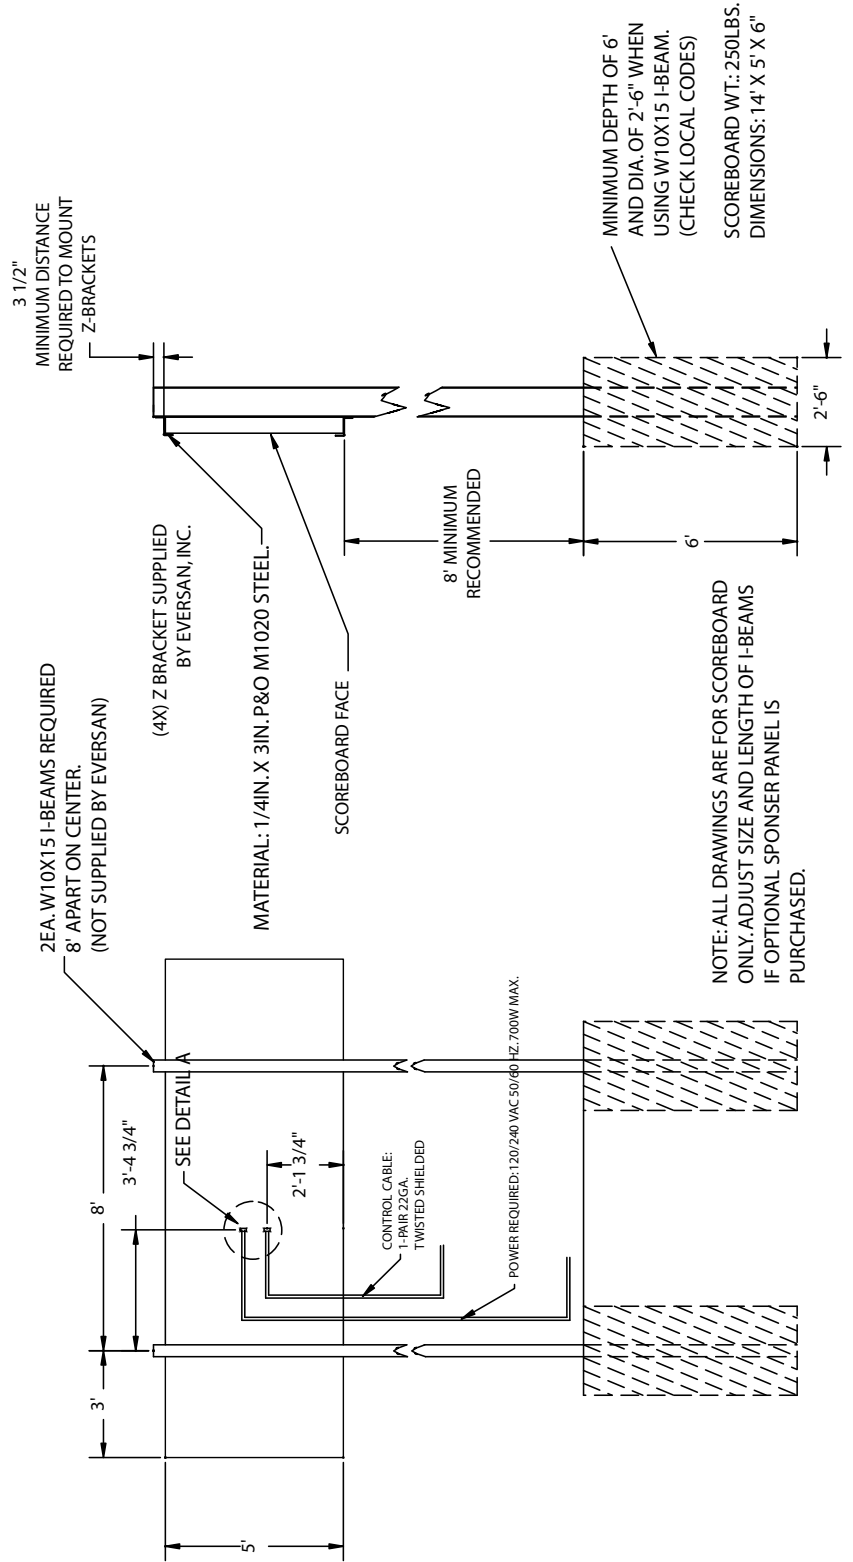 2EA. W10X15 I-BEAMS REQUIRED
8' APART ON CENTER.
(NOT SUPPLIED BY EVERSAN)
3'
8'
3'-4 3/4"
SEE DETAIL A
2'-1 3/4"
5'
CONTROL CABLE:
1-PAIR 22GA.
TWISTED SHIELDED
POWER REQUIRED: 120/240 VAC 50/60 HZ. 700W MAX.
3 1/2"
MINIMUM DISTANCE
REQUIRED TO MOUNT
Z-BRACKETS
(4X) Z BRACKET SUPPLIED
BY EVERSAN, INC.
MATERIAL: 1/4IN. X 3IN. P&O M1020 STEEL.
SCOREBOARD FACE
8' MINIMUM
RECOMMENDED
6'
2'-6"
MINIMUM DEPTH OF 6'
AND DIA. OF 2'-6" WHEN
USING W10X15 I-BEAM.
(CHECK LOCAL CODES)
SCOREBOARD WT.: 250LBS.
DIMENSIONS: 14' X 5' X 6"
NOTE: ALL DRAWINGS ARE FOR SCOREBOARD
ONLY. ADJUST SIZE AND LENGTH OF I-BEAMS
IF OPTIONAL SPONSER PANEL IS
PURCHASED.